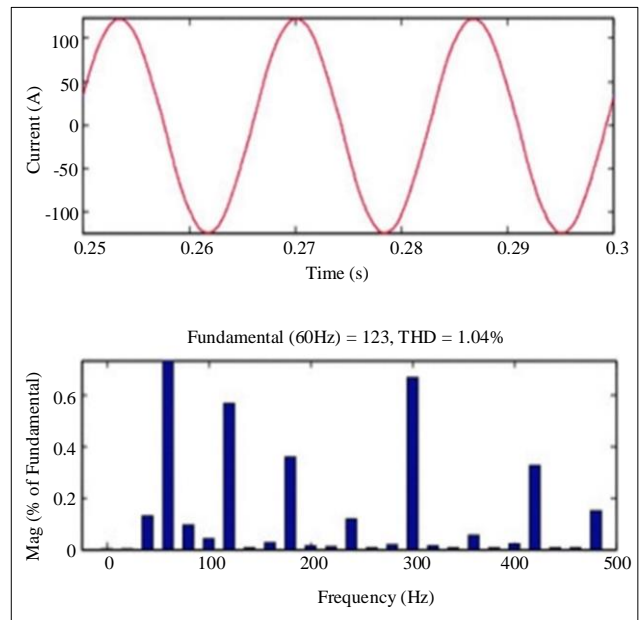 100
50
0
-50
-100
Current (A)
0.25 0.26 0.27 0.28 0.29 0.3
Time (s)
Fundamental (60Hz) = 123, THD = 1.04%
0.6
0.4
0.2
0
Mag (% of Fundamental)
0 100 200 300 400 500
Frequency (Hz)